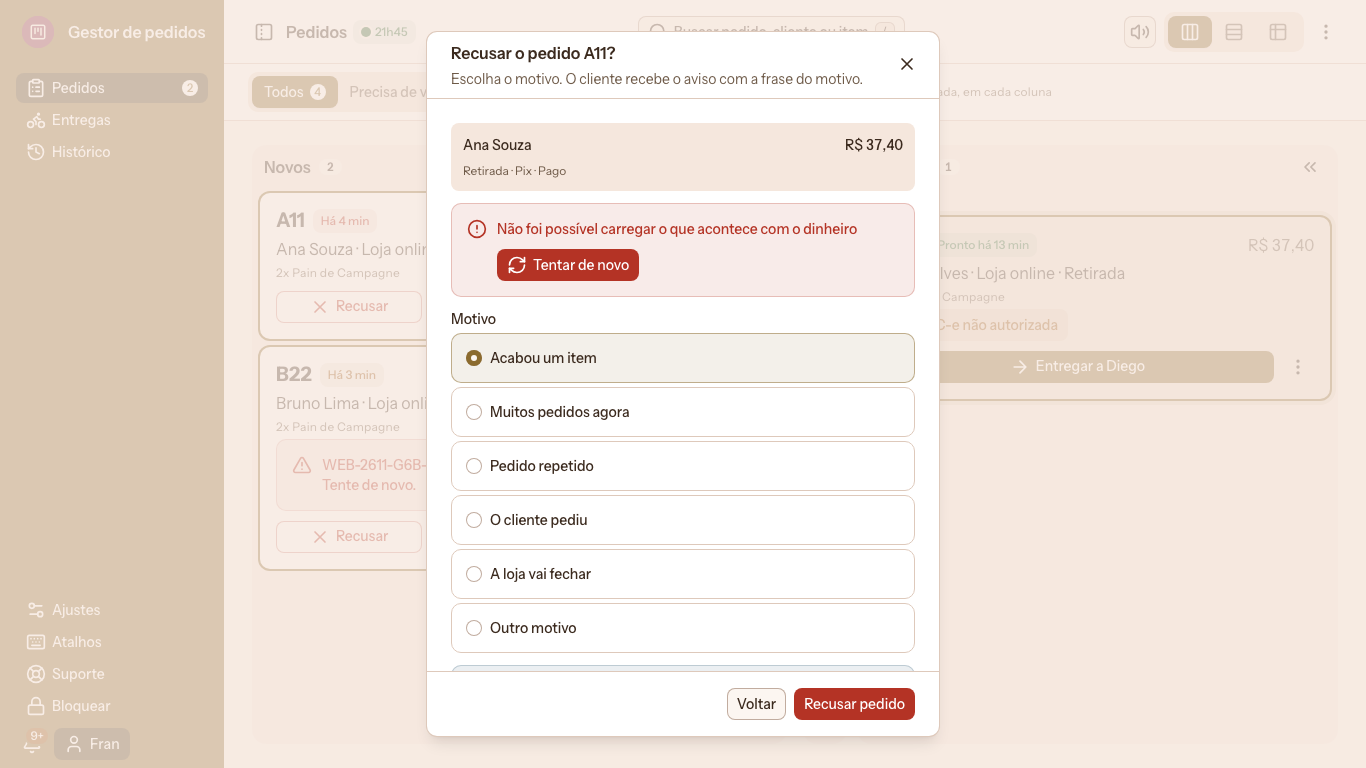 Gestor de pedidos
Pedidos 2
Entregas
Histórico
Ajustes
Atalhos
Suporte
Bloquear
9+
Fran
Pedidos
21h45
Buscar pedido, cliente ou item /
Todos 4
Precisa de v
ada, em cada coluna
Novos 2
A11 Há 4 min
Ana Souza · Loja onlin
2x Pain de Campagne
Recusar
B22 Há 3 min
Bruno Lima · Loja onli
2x Pain de Campagne
WEB-2611-G6B-
Tente de novo.
Recusar
Recusar o pedido A11?
Escolha o motivo. O cliente recebe o aviso com a frase do motivo.
Ana Souza R$ 37,40
Retirada · Pix · Pago
Não foi possível carregar o que acontece com o dinheiro
Tentar de novo
Motivo
Acabou um item
Muitos pedidos agora
Pedido repetido
O cliente pediu
A loja vai fechar
Outro motivo
Voltar
Recusar pedido
1
Pronto há 13 min R$ 37,40
lves · Loja online · Retirada
Campagne
C-e não autorizada
Entregar a Diego